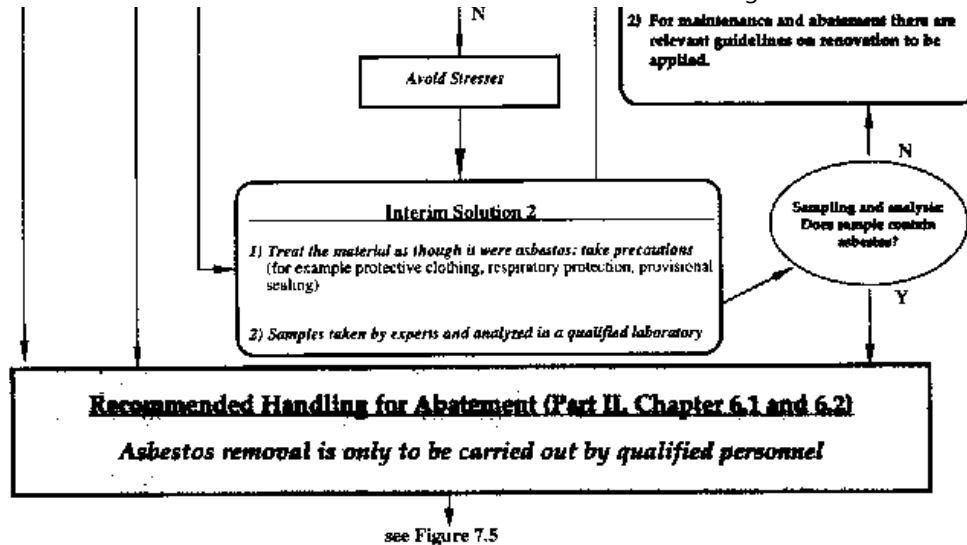 N
2) For maintenance and abatement there are
relevant guidelines on renovation to be
applied.
Avoid Stresses
N
Interim Solution 2
Sampling and analysis:
Does sample contain
asbestos?
1) Treat the material as though it were asbestos: take precautions
(for example protective clothing, respiratory protection, provisional
sealing)
Y
2) Samples taken by experts and analyzed in a qualified laboratory
Recommended Handling for Abatement (Part II. Chapter 6.1 and 6.2)
Asbestos removal is only to be carried out by qualified personnel
see Figure 7.5